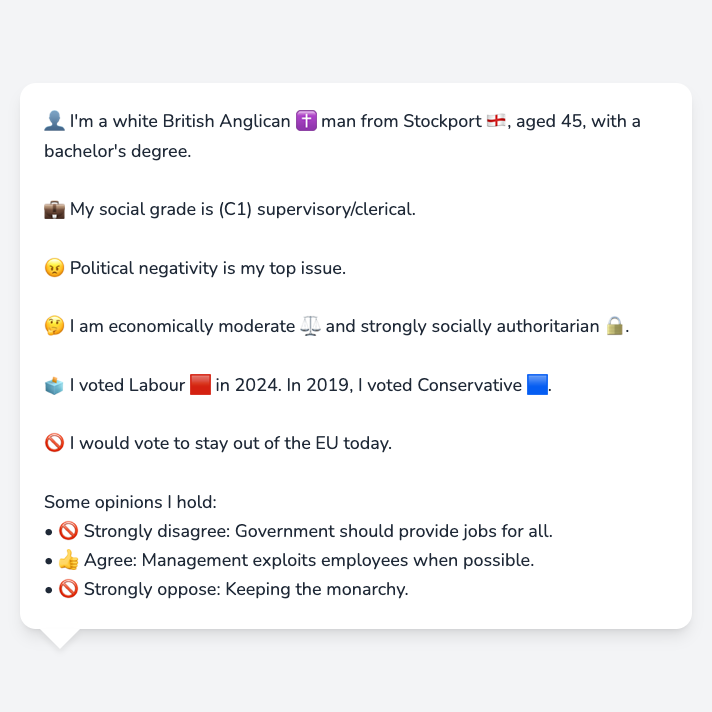 👤 I'm a white British Anglican ✝️ man from Stockport 🏴󠁧󠁢󠁥󠁮󠁧󠁿, aged 45, with a
bachelor's degree.
💼 My social grade is (C1) supervisory/clerical.
😠 Political negativity is my top issue.
🤔 I am economically moderate ⚖️ and strongly socially authoritarian 🔒.
🗳️ I voted Labour 🟥 in 2024. In 2019, I voted Conservative 🟦.
🚫 I would vote to stay out of the EU today.
Some opinions I hold:
• 🚫 Strongly disagree: Government should provide jobs for all.
• 👍 Agree: Management exploits employees when possible.
• 🚫 Strongly oppose: Keeping the monarchy.